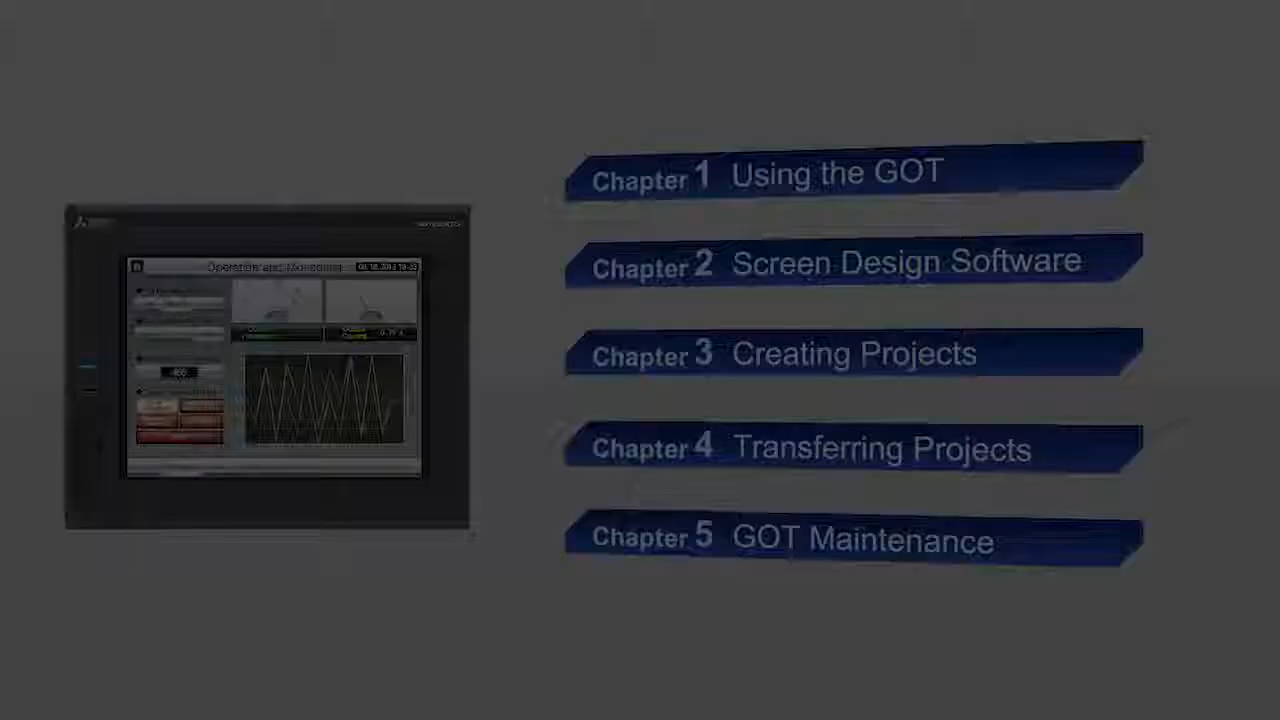 Chapter 1 Using the GOT
Chapter 2 Screen Design Software
Chapter 3 Creating Projects
Chapter 4 Transferring Projects
Chapter 5 GOT Maintenance
Operation and Monitoring